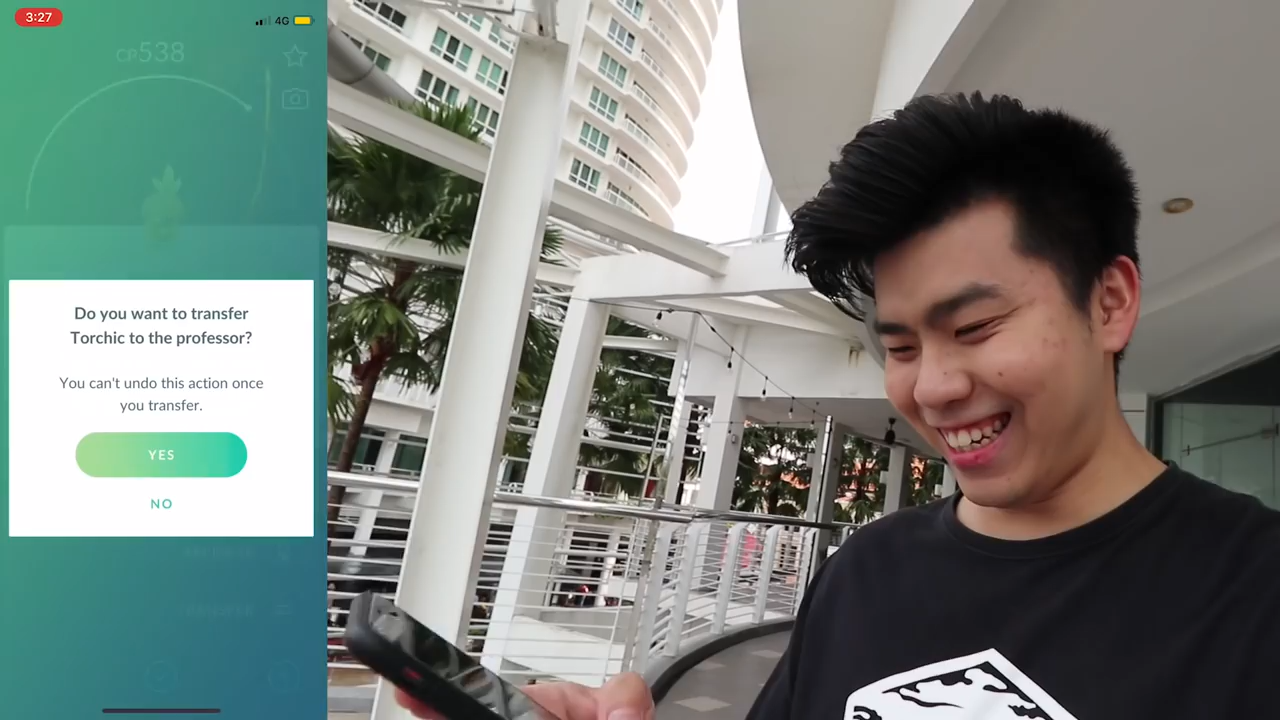 3:27
4G
CP538
Do you want to transfer
Torchic to the professor?
You can't undo this action once
you transfer.
YES
NO
TRANSFER